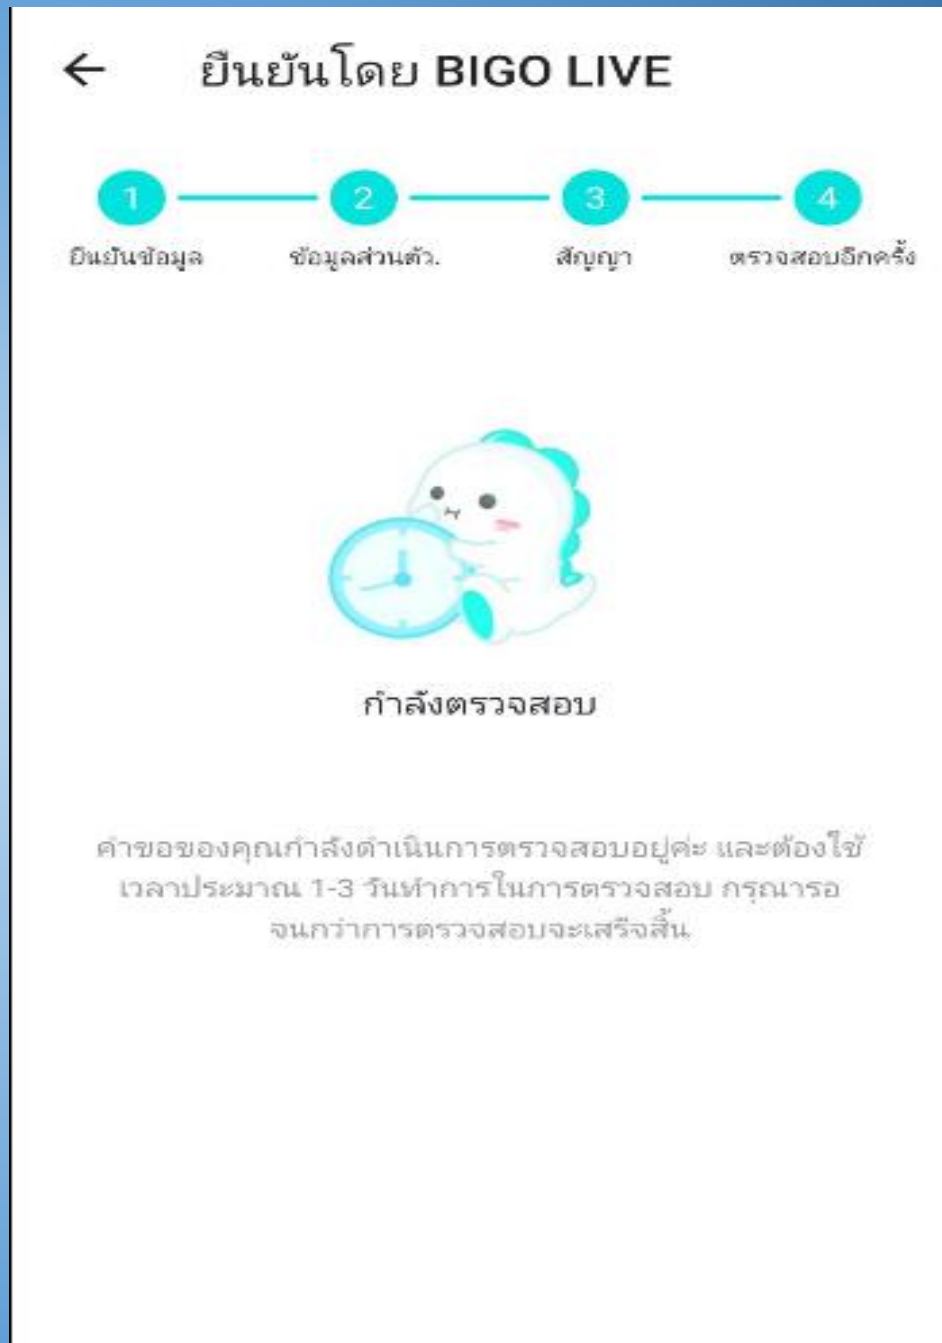 ยืนยันโดย BIGO LIVE
1 2 3 4
ยืนยันข้อมูล ข้อมูลส่วนตัว. สัญญา ตรวจสอบอีกครั้ง
กำลังตรวจสอบ
คำขอของคุณกำลังดำเนินการตรวจสอบอยู่ค่ะ และต้องใช้
เวลาประมาณ 1-3 วันทำการในการตรวจสอบ กรุณารอ
จนกว่าการตรวจสอบจะเสร็จสิ้น